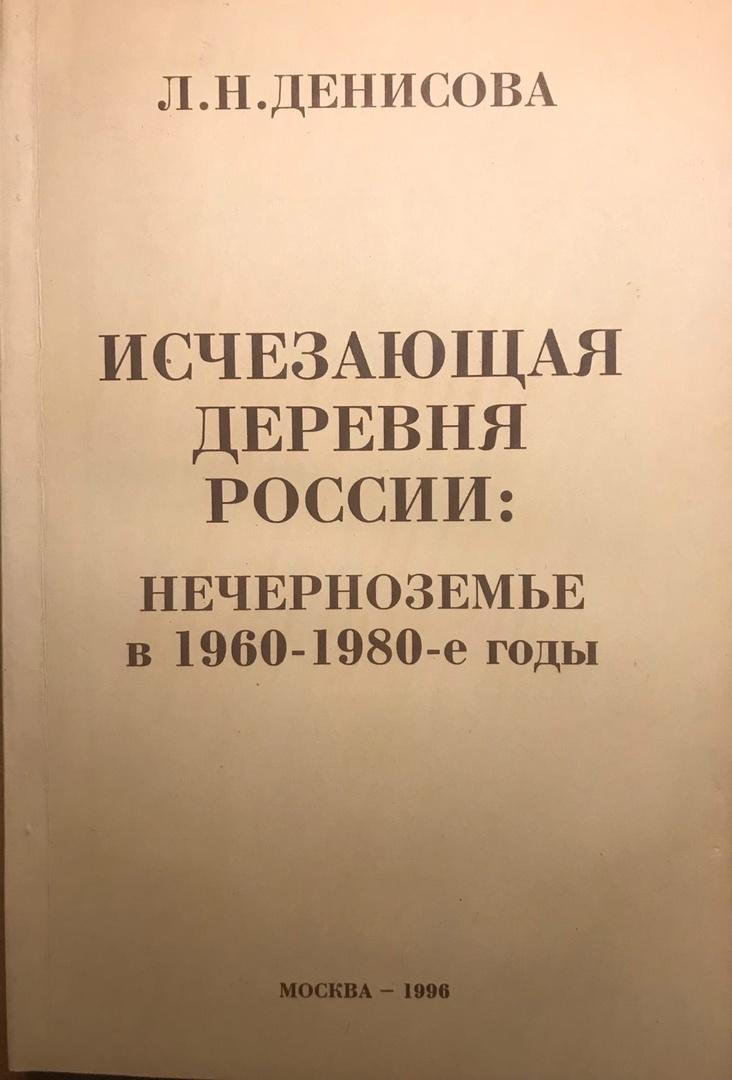 Л.Н.ДЕНИСОВА
ИСЧЕЗАЮЩАЯ
ДЕРЕВНЯ
РОССИИ:
НЕЧЕРНОЗЕМЬЕ
в 1960-1980-е годы
МОСКВА – 1996